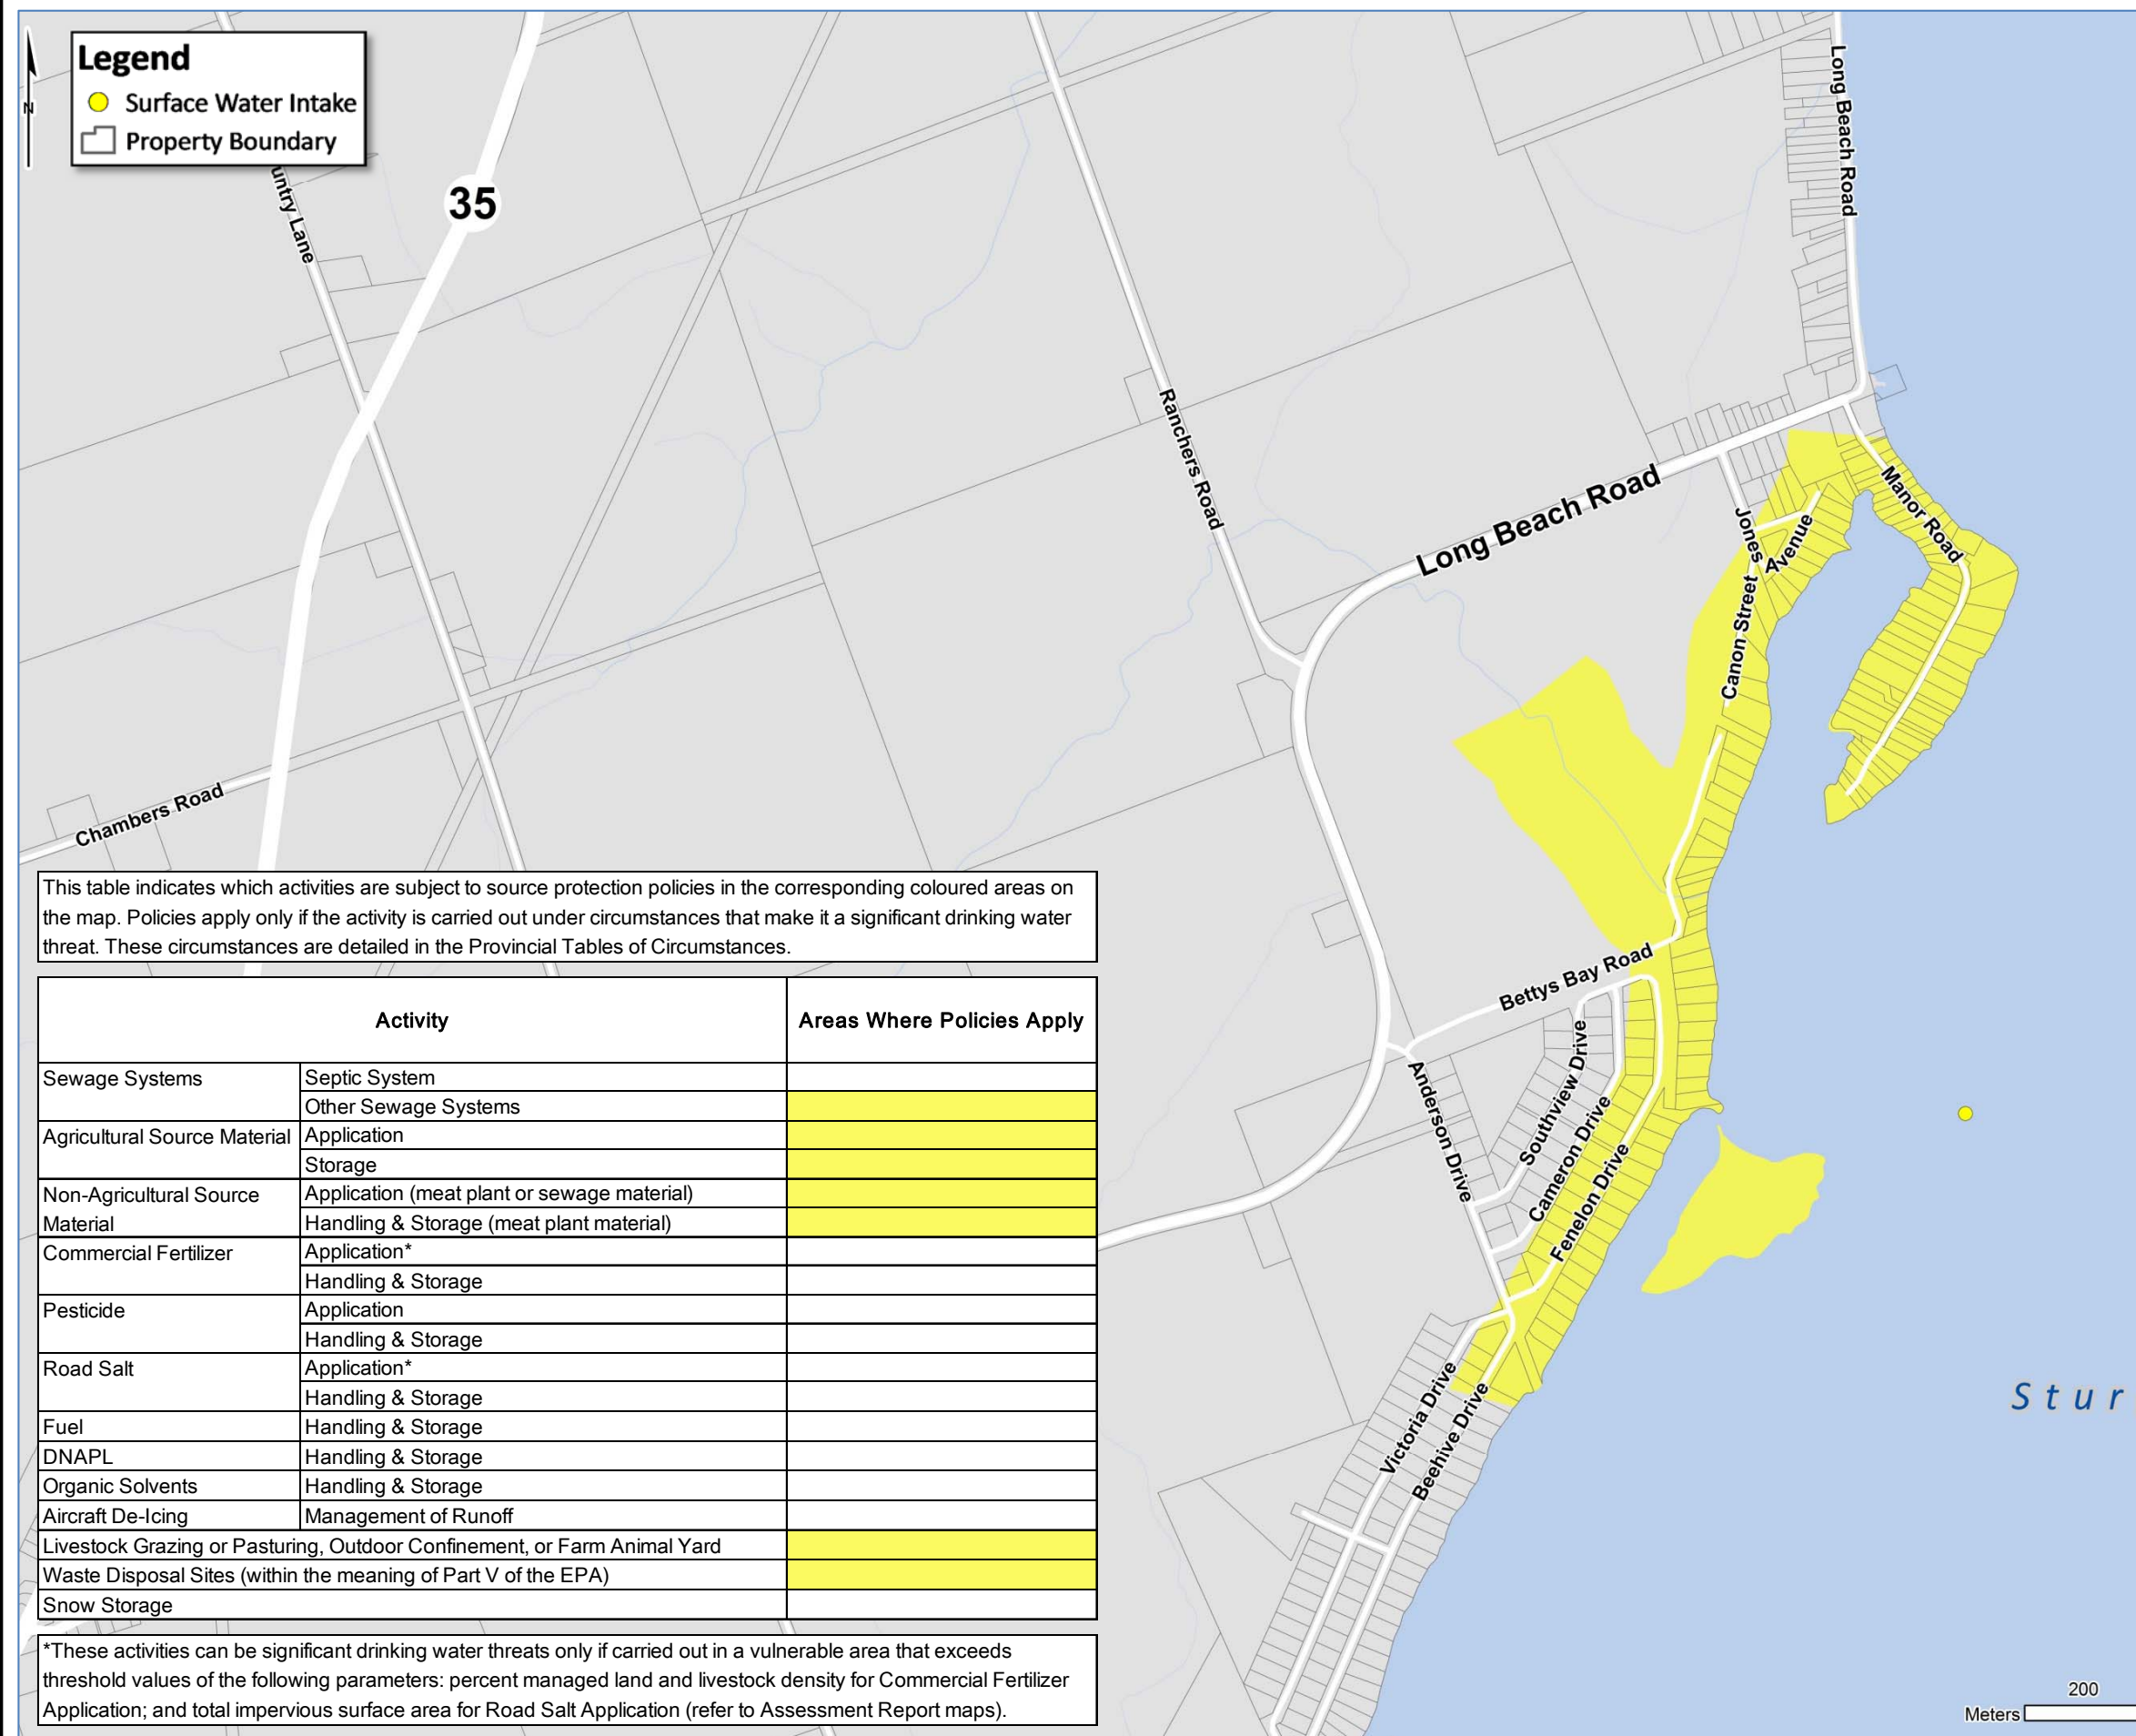 Legend
N
Surface Water Intake
Property Boundary
untry Lane
35
Ranchers Road
Long Beach Road
Long Beach Road
Manor Road
Jones
Avenue
Canon Street
Chambers Road
Bettys Bay Road
Anderson Drive
Southview Drive
Cameron Drive
Fenelon Drive
Victoria Drive
Beehive Drive
Stur
200
Meters
This table indicates which activities are subject to source protection policies in the corresponding coloured areas on
the map. Policies apply only if the activity is carried out under circumstances that make it a significant drinking water
threat. These circumstances are detailed in the Provincial Tables of Circumstances.
Activity Areas Where Policies Apply
Sewage Systems Septic System
Other Sewage Systems
Agricultural Source Material Application
Storage
Non-Agricultural Source Material Application (meat plant or sewage material)
Handling & Storage (meat plant material)
Commercial Fertilizer Application*
Handling & Storage
Pesticide Application
Handling & Storage
Road Salt Application*
Handling & Storage
Fuel Handling & Storage
DNAPL Handling & Storage
Organic Solvents Handling & Storage
Aircraft De-Icing Management of Runoff
Livestock Grazing or Pasturing, Outdoor Confinement, or Farm Animal Yard
Waste Disposal Sites (within the meaning of Part V of the EPA)
Snow Storage
*These activities can be significant drinking water threats only if carried out in a vulnerable area that exceeds
threshold values of the following parameters: percent managed land and livestock density for Commercial Fertilizer
Application; and total impervious surface area for Road Salt Application (refer to Assessment Report maps).